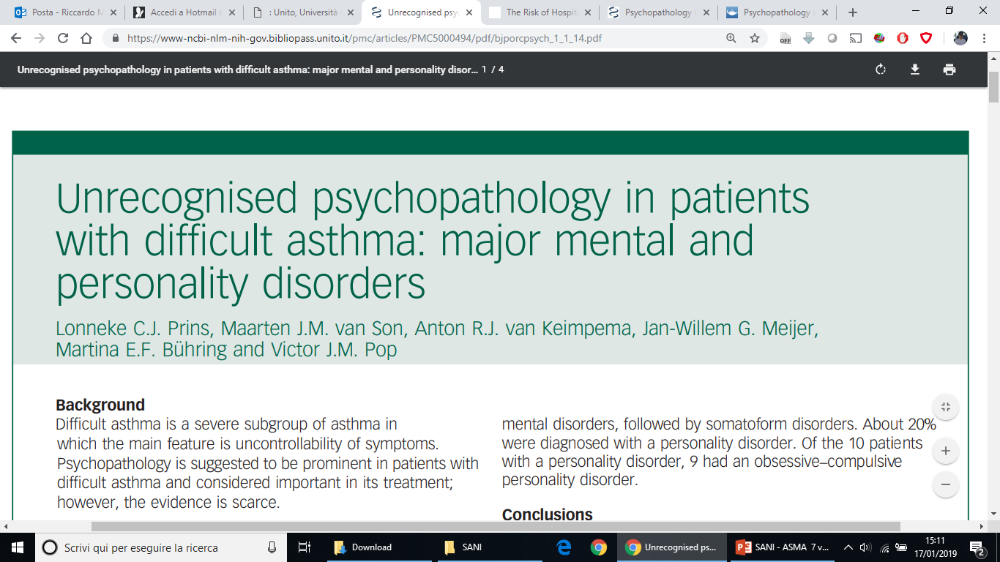 Posta - Riccardo M
Accedi a Hotmail
: Unito, Università
Unrecognised psy
The Risk of Hospit
Psychopathology
Psychopathology
https://www-ncbi-nlm-nih-gov.bibliopass.unito.it/pmc/articles/PMC5000494/pdf/bjporcpsych_1_1_14.pdf
OFF
Unrecognised psychopathology in patients with difficult asthma: major mental and personality disor... 1 / 4
Unrecognised psychopathology in patients
with difficult asthma: major mental and
personality disorders
Lonneke C.J. Prins, Maarten J.M. van Son, Anton R.J. van Keimpema, Jan-Willem G. Meijer,
Martina E.F. Bühring and Victor J.M. Pop
Background
Difficult asthma is a severe subgroup of asthma in
which the main feature is uncontrollability of symptoms.
Psychopathology is suggested to be prominent in patients with
difficult asthma and considered important in its treatment;
however, the evidence is scarce.
mental disorders, followed by somatoform disorders. About 20%
were diagnosed with a personality disorder. Of the 10 patients
with a personality disorder, 9 had an obsessive–compulsive
personality disorder.
Conclusions
Scrivi qui per eseguire la ricerca
Download
SANI
Unrecognised ps...
SANI - ASMA 7 v...
15:11
17/01/2019
2